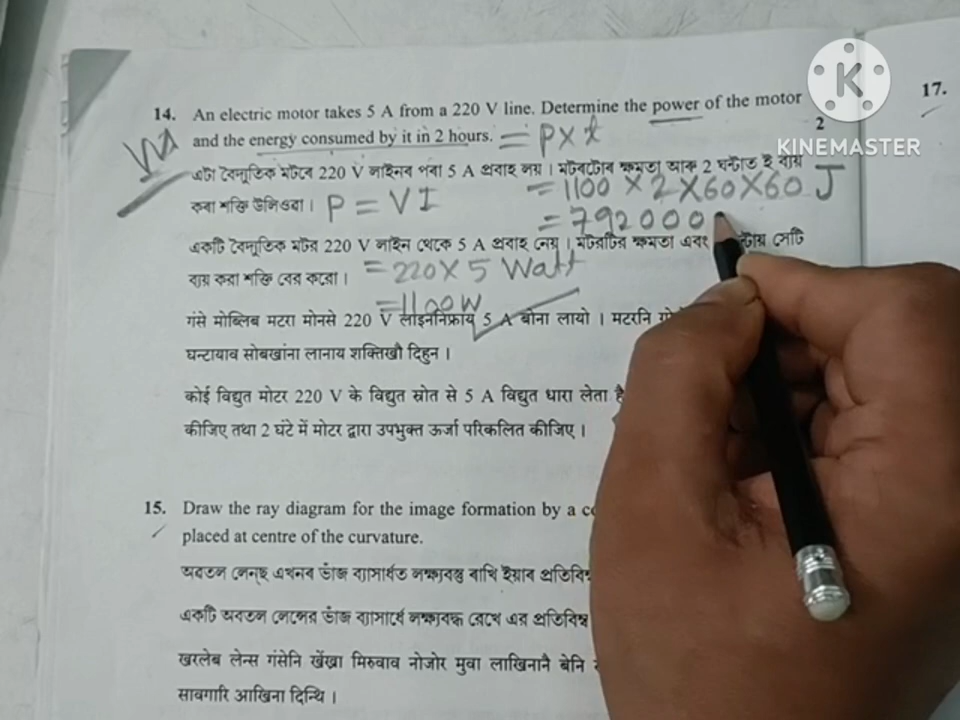 17.
14. An electric motor takes 5 A from a 220 V line. Determine the power of the motor
and the energy consumed by it in 2 hours. = P X t
2
KINEMASTER
এটা বৈদ্যুতিক মটৰে 220 V লাইনৰ পৰা 5 A প্ৰবাহ লয়। মটৰটোৰ ক্ষমতা আৰু 2 ঘণ্টাত ই ব্যয়
= 1100 X 2 X 60 X 60 J
কৰা শক্তি উলিওৱা। P = VI
= 792000
একটি বৈদ্যুতিক মটর 220 V লাইন থেকে 5 A প্রবাহ নেয়। মটরটির ক্ষমতা এবং সেটি
ব্যয় করা শক্তি বের করো। = 220 X 5 Watt
= 1100 W
गंसे मोब्लिब मटरा मोनसे 220 V लाइननिफ्राय 5 A बोना लायो। मटरनि
घन्टायाव सोबखांना लानाय शक्तिखौ दिहुन।
कोई विद्युत मोटर 220 V के विद्युत स्रोत से 5 A विद्युत धारा लेता है
कीजिए तथा 2 घंटे में मोटर द्वारा उपभुक्त ऊर्जा परिकलित कीजिए।
15. Draw the ray diagram for the image formation by a
placed at centre of the curvature.
অৱতল লেন্‌ছ এখনৰ ভাঁজ ব্যাসাৰ্ধত লক্ষ্যবস্তু ৰাখি ইয়াৰ প্ৰতিবিম্ব
একটি অবতল লেন্সের ভাঁজ ব্যাসার্ধে রেখে এর প্রতিবিম্ব
खरलेब लेन्स गंसेनि खेंख्रा मिरुवाव नोजोर मुवा लाखिनानै बेनि
सावगारि आखिना दिन्थि।